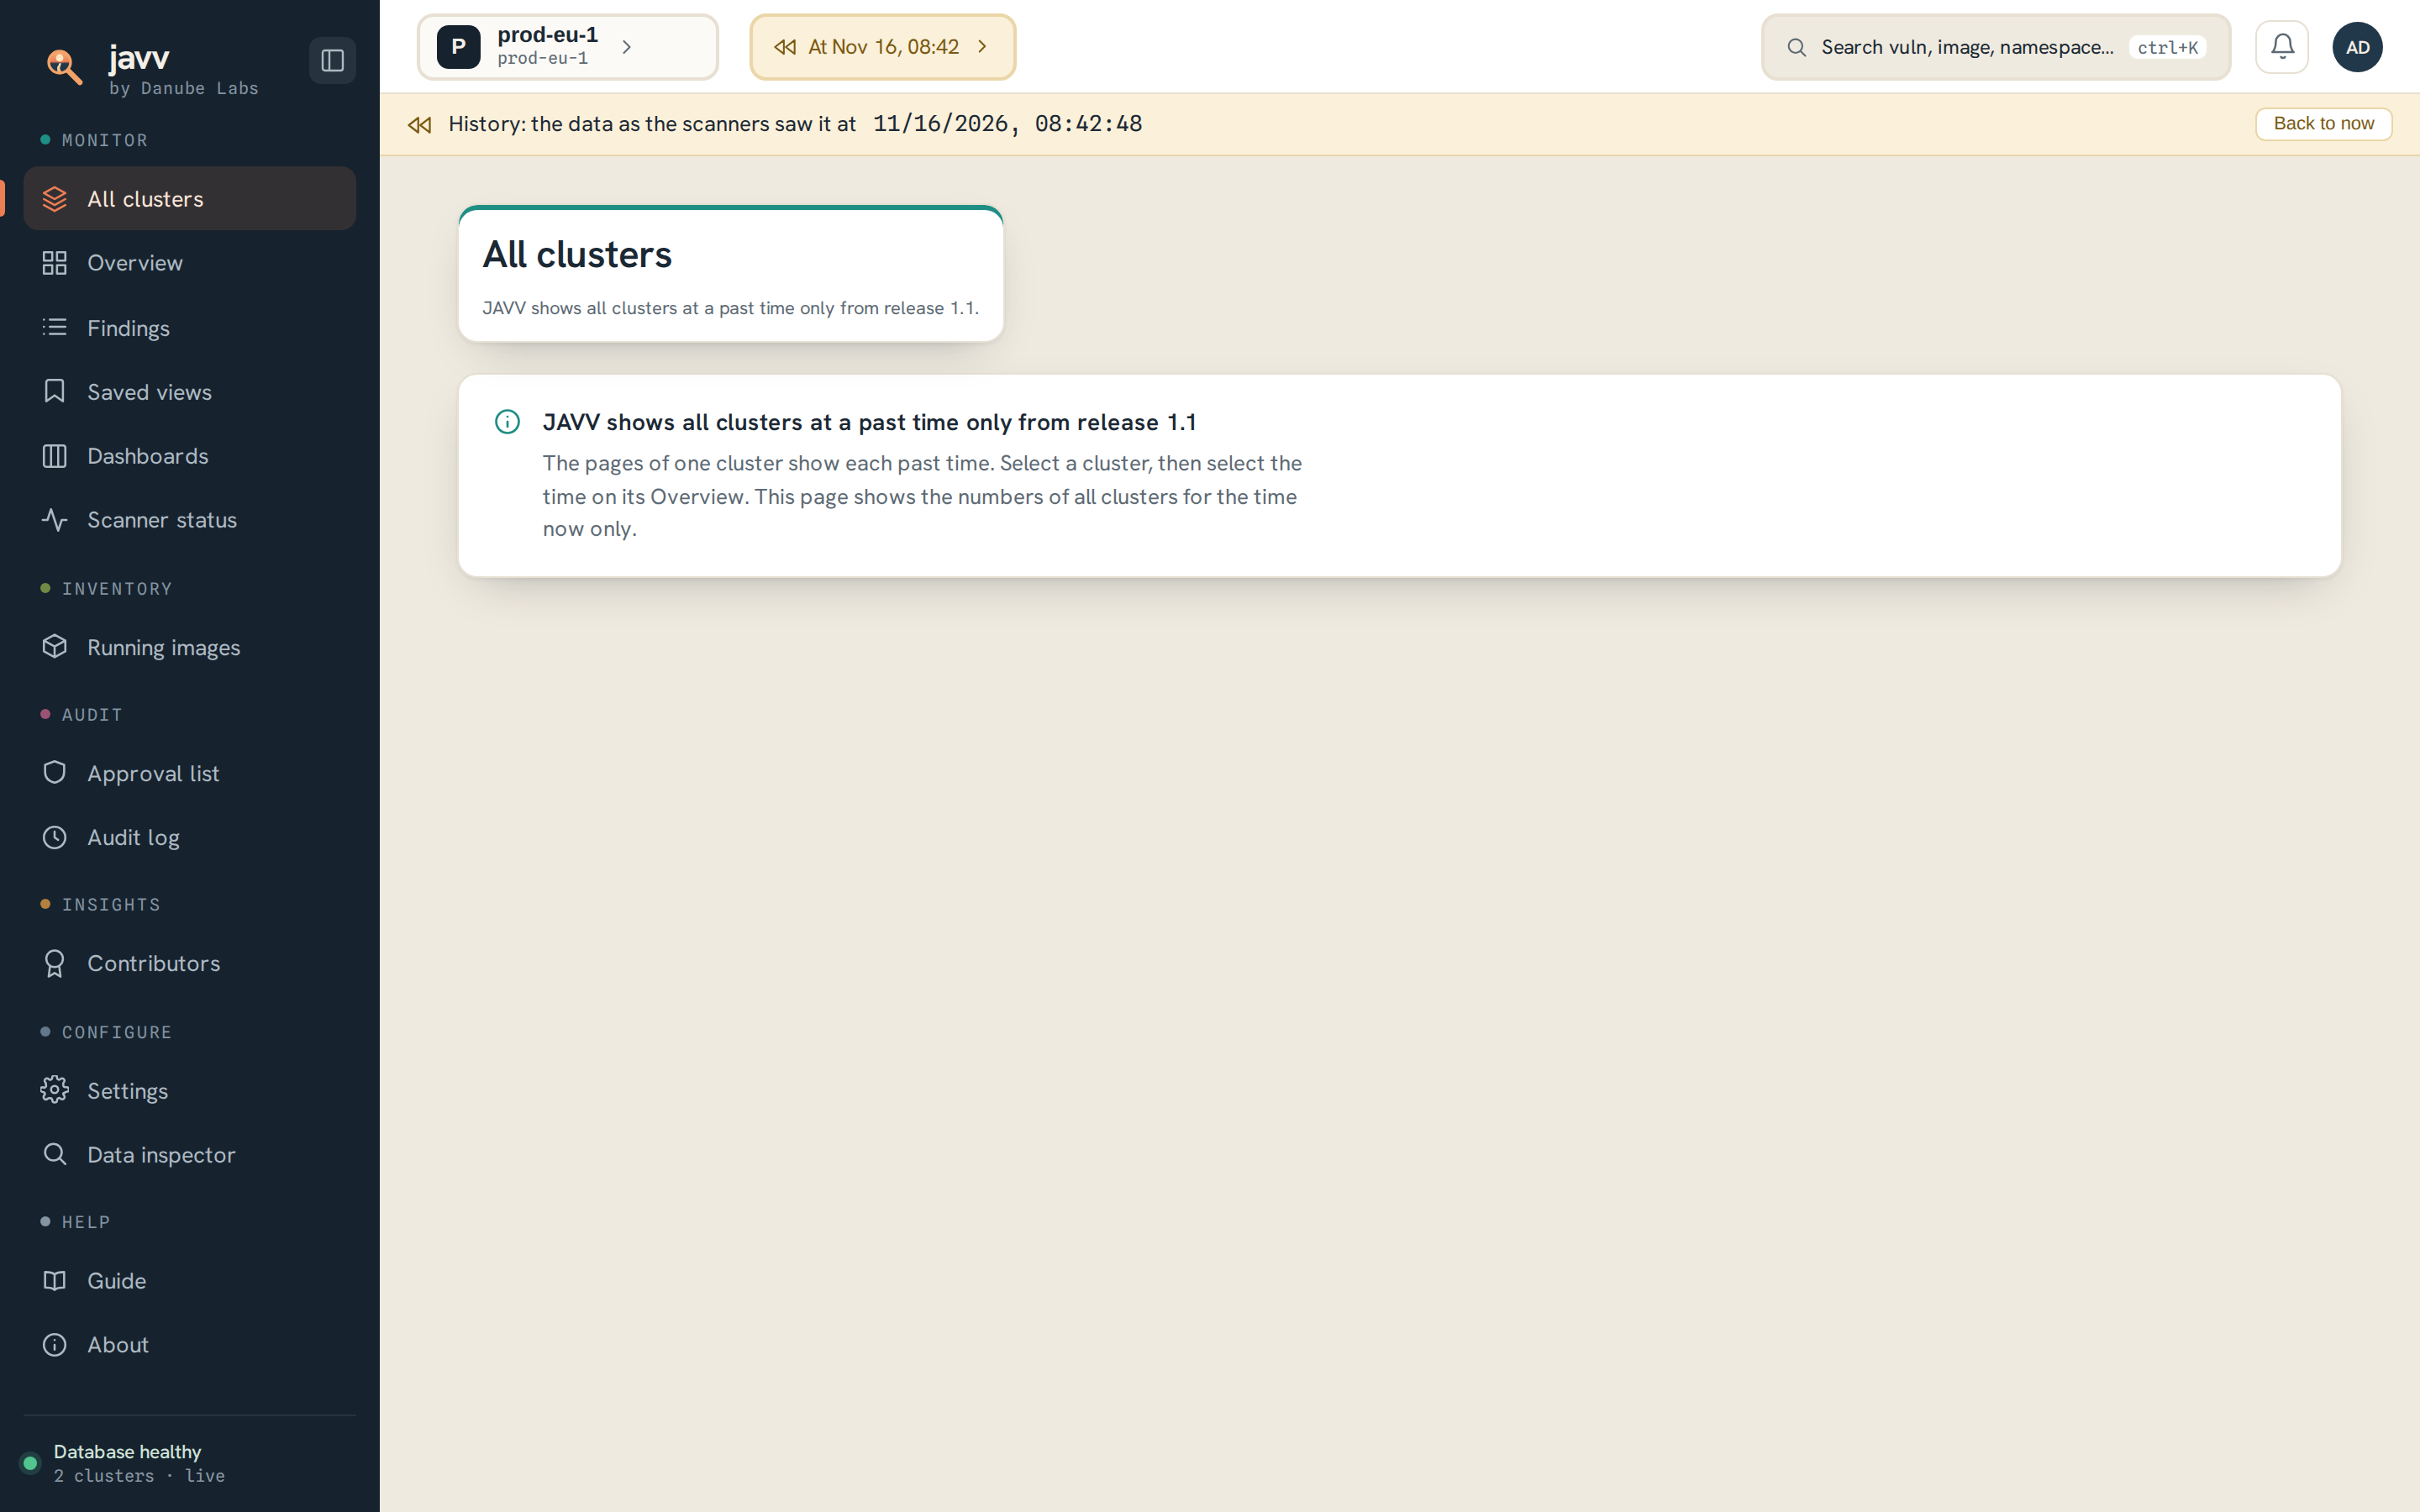 javv
by Danube Labs
MONITOR
All clusters
Overview
Findings
Saved views
Dashboards
Scanner status
INVENTORY
Running images
AUDIT
Approval list
Audit log
INSIGHTS
Contributors
CONFIGURE
Settings
Data inspector
HELP
Guide
About
Database healthy
2 clusters · live
P
prod-eu-1
prod-eu-1
At Nov 16, 08:42
Search vuln, image, namespace... ctrl+K
AD
History: the data as the scanners saw it at 11/16/2026, 08:42:48
Back to now
All clusters
JAVV shows all clusters at a past time only from release 1.1.
JAVV shows all clusters at a past time only from release 1.1
The pages of one cluster show each past time. Select a cluster, then select the
time on its Overview. This page shows the numbers of all clusters for the time
now only.